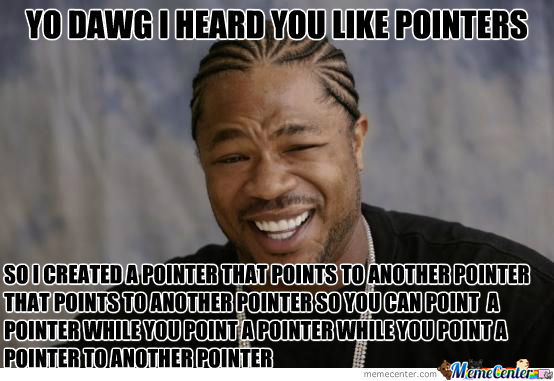 YO DAWG I HEARD YOU LIKE POINTERS
SO I CREATED A POINTER THAT POINTS TO ANOTHER POINTER
THAT POINTS TO ANOTHER POINTER SO YOU CAN POINT A
POINTER WHILE YOU POINT A POINTER WHILE YOU POINT A
POINTER TO ANOTHER POINTER
memecenter.com MemeCenter